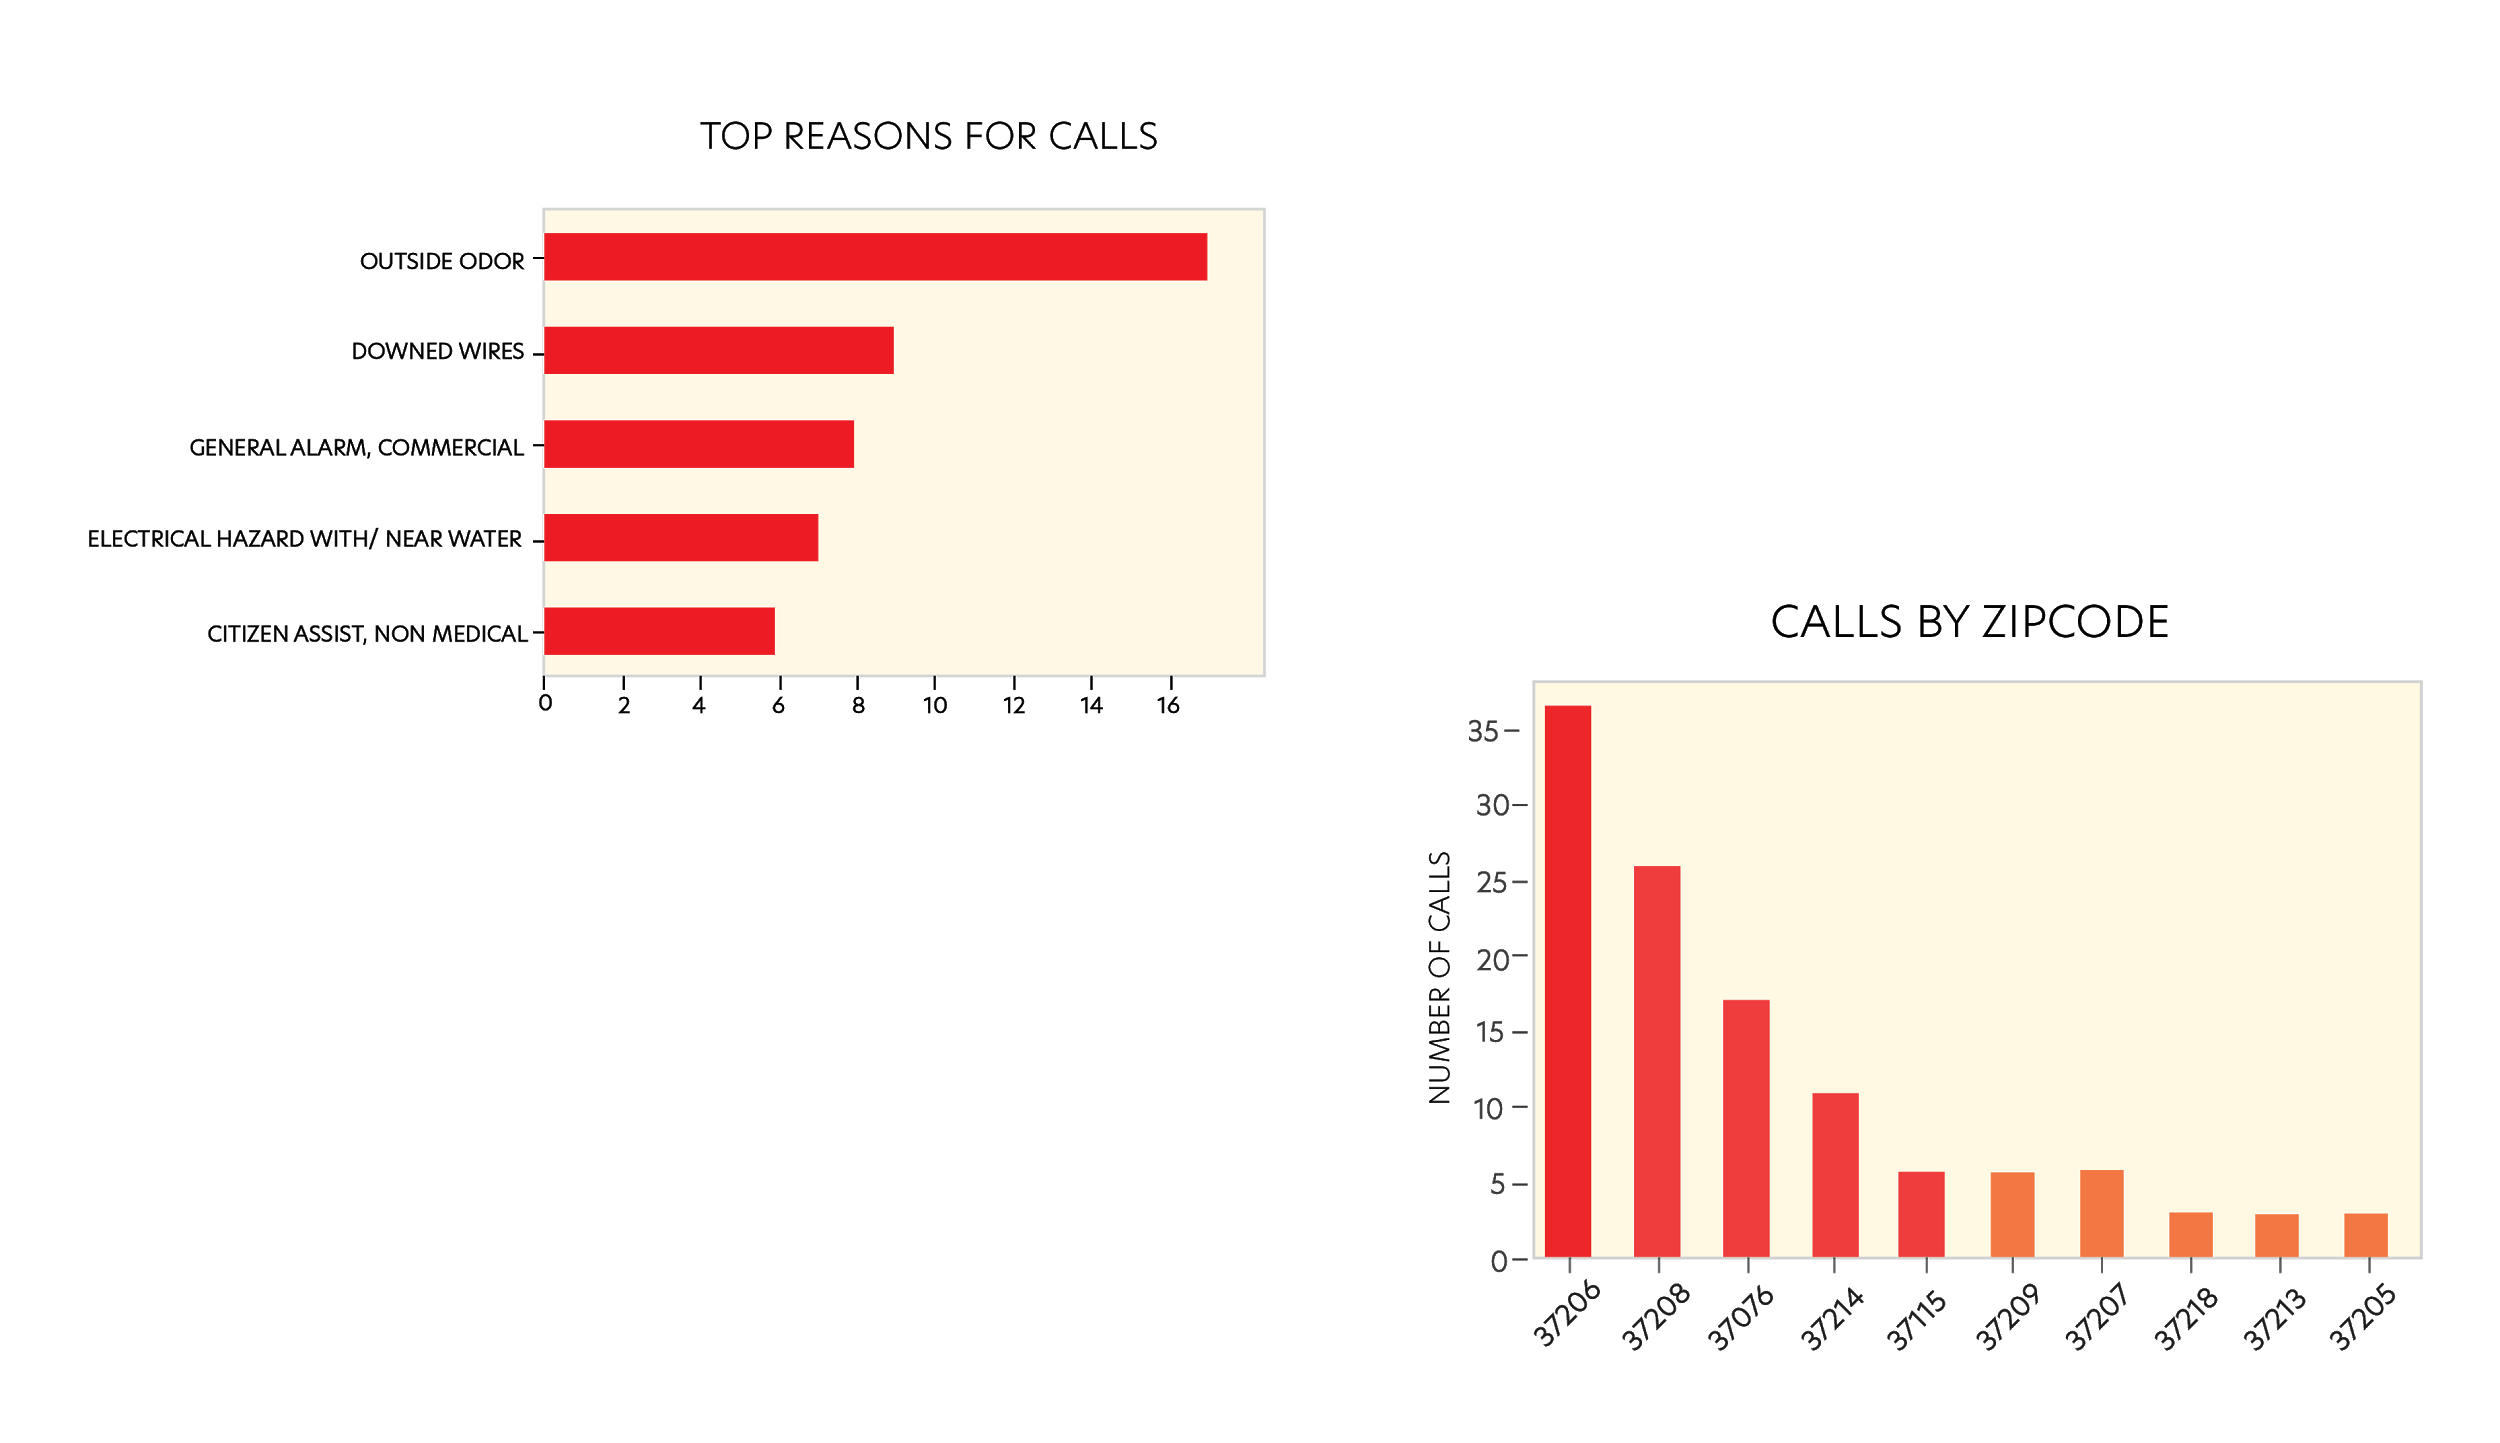 TOP REASONS FOR CALLS
OUTSIDE ODOR
DOWNED WIRES
GENERAL ALARM, COMMERCIAL
ELECTRICAL HAZARD WITH/ NEAR WATER
CITIZEN ASSIST, NON MEDICAL
0 2 4 6 8 10 12 14 16
CALLS BY ZIPCODE
NUMBER OF CALLS
35
30
25
20
15
10
5
0
37206 37208 37076 37214 37115 37209 37207 37218 37213 37205